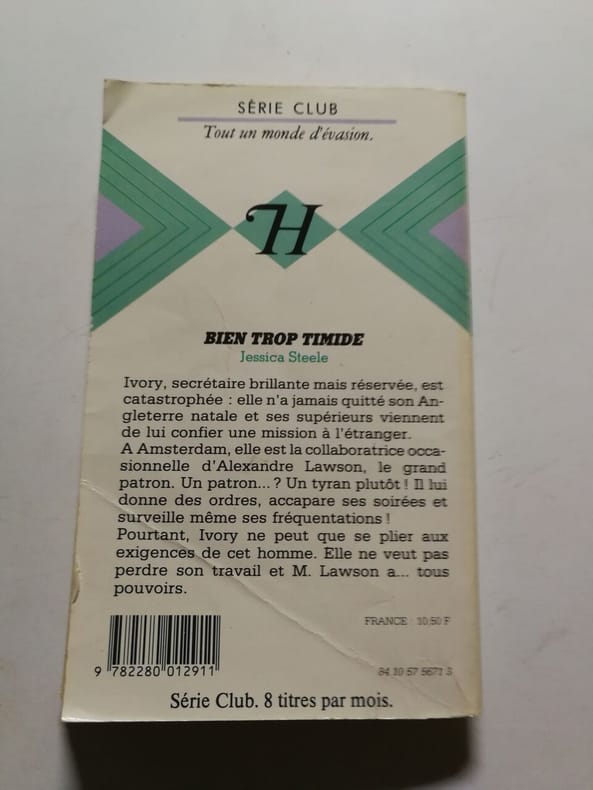 SÉRIE CLUB
Tout un monde d'évasion.
H
BIEN TROP TIMIDE
Jessica Steele
Ivory, secrétaire brillante mais réservée, est
catastrophée : elle n'a jamais quitté son An-
gleterre natale et ses supérieurs viennent
de lui confier une mission à l'étranger.
A Amsterdam, elle est la collaboratrice occa-
sionnelle d'Alexandre Lawson, le grand
patron. Un patron...? Un tyran plutôt ! Il lui
donne des ordres, accapare ses soirées et
surveille même ses fréquentations !
Pourtant, Ivory ne peut que se plier aux
exigences de cet homme. Elle ne veut pas
perdre son travail et M. Lawson a... tous
pouvoirs.
FRANCE : 10,50 F
9 782280 012911
84 10 57 5671 3
Série Club. 8 titres par mois.